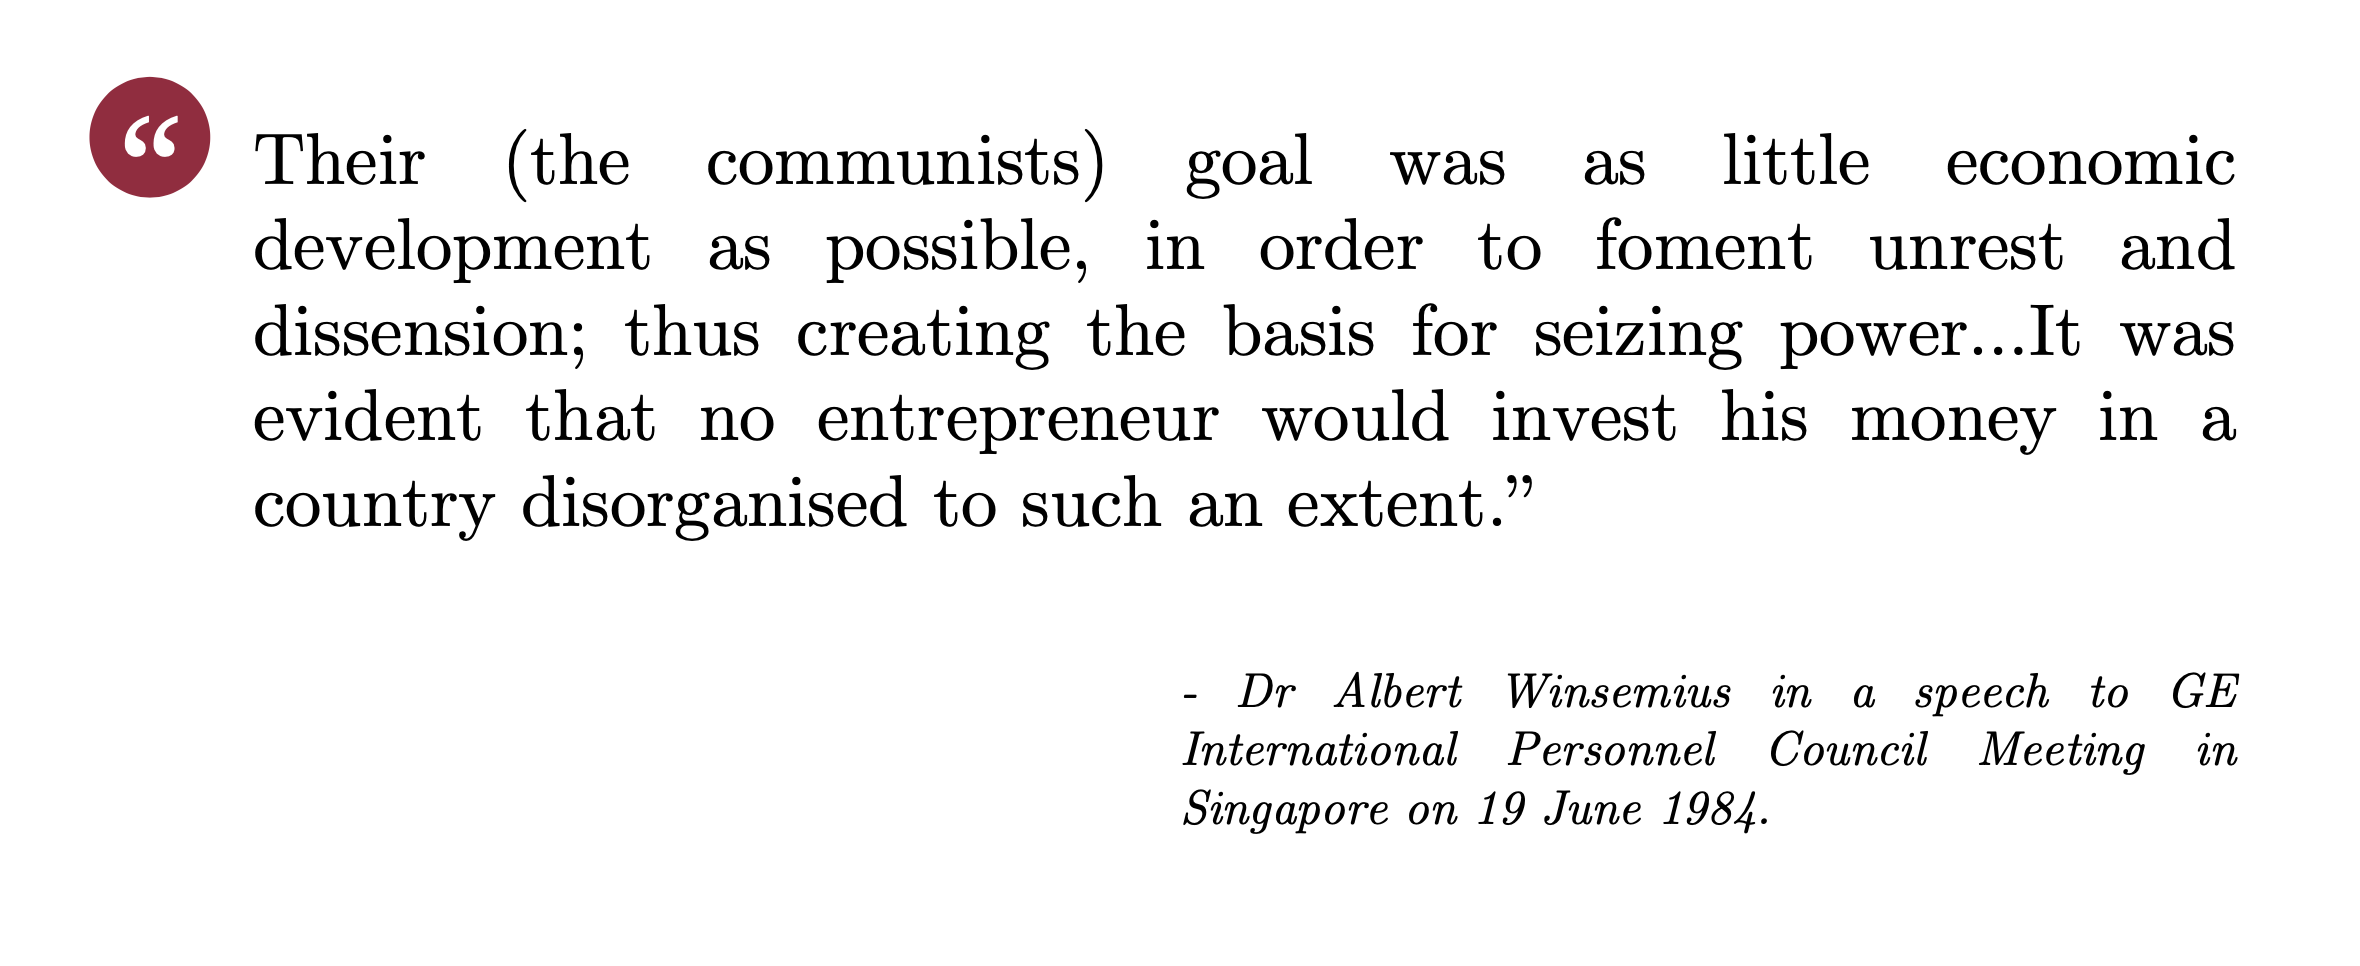 “
Their (the communists) goal was as little economic
development as possible, in order to foment unrest and
dissension; thus creating the basis for seizing power...It was
evident that no entrepreneur would invest his money in a
country disorganised to such an extent.”
- Dr Albert Winsemius in a speech to GE
International Personnel Council Meeting in
Singapore on 19 June 1984.